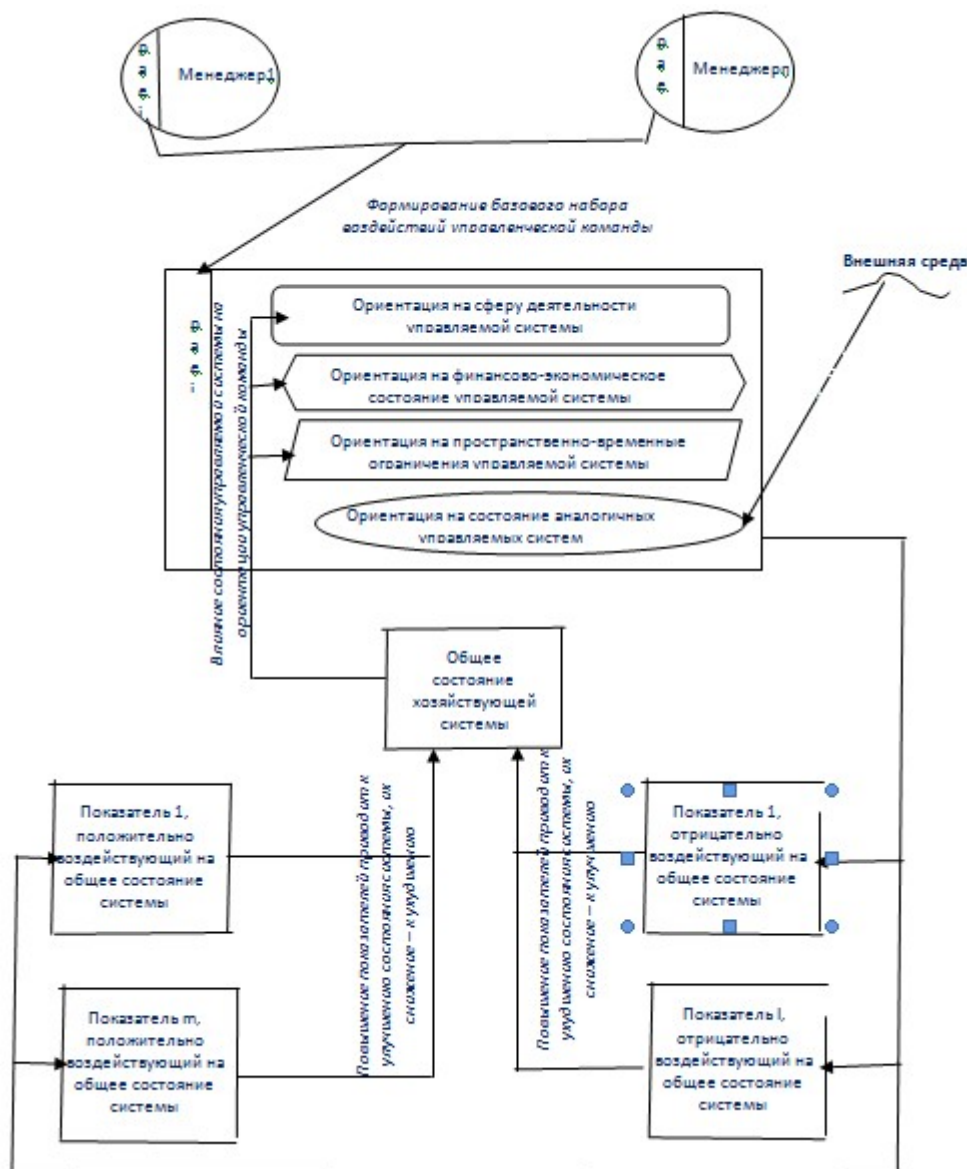 Менеджер1
Менеджерn
Формирование базового набора
воздействий управленческой команды
Внешняя среда
Влияние состояния управляемой системы на
ориентации управленческой команды
Ориентация на сферу деятельности
управляемой системы
Ориентация на финансово-экономическое
состояние управляемой системы
Ориентация на пространственно-временные
ограничения управляемой системы
Ориентация на состояние аналогичных
управляемых систем
Общее
состояние
хозяйствующей
системы
Показатель 1,
положительно
воздействующий на
общее состояние
системы
Повышение показателей приводит к
улучшению состояния системы, их
снижение – к ухудшению
Повышение показателей приводит к
ухудшению состояния системы, их
снижение – к улучшению
Показатель 1,
отрицательно
воздействующий на
общее состояние
системы
Показатель m,
положительно
воздействующий на
общее состояние
системы
Показатель l,
отрицательно
воздействующий на
общее состояние
системы